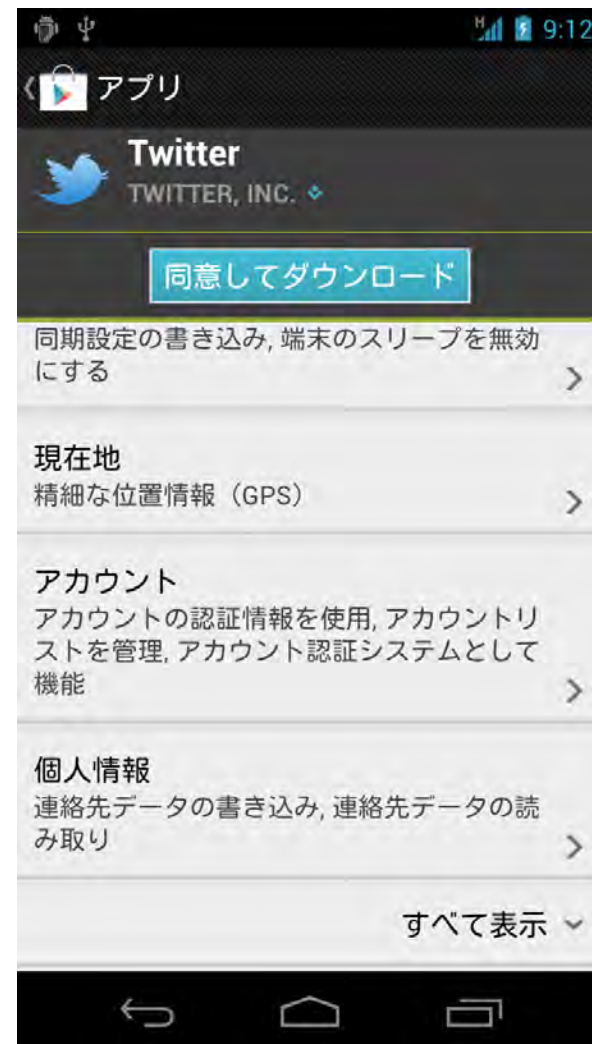 H 9:12
アプリ
Twitter
TWITTER, INC.
同意してダウンロード
同期設定の書き込み, 端末のスリープを無効
にする
現在地
精細な位置情報（GPS）
アカウント
アカウントの認証情報を使用, アカウントリ
ストを管理, アカウント認証システムとして
機能
個人情報
連絡先データの書き込み, 連絡先データの読
み取り
すべて表示